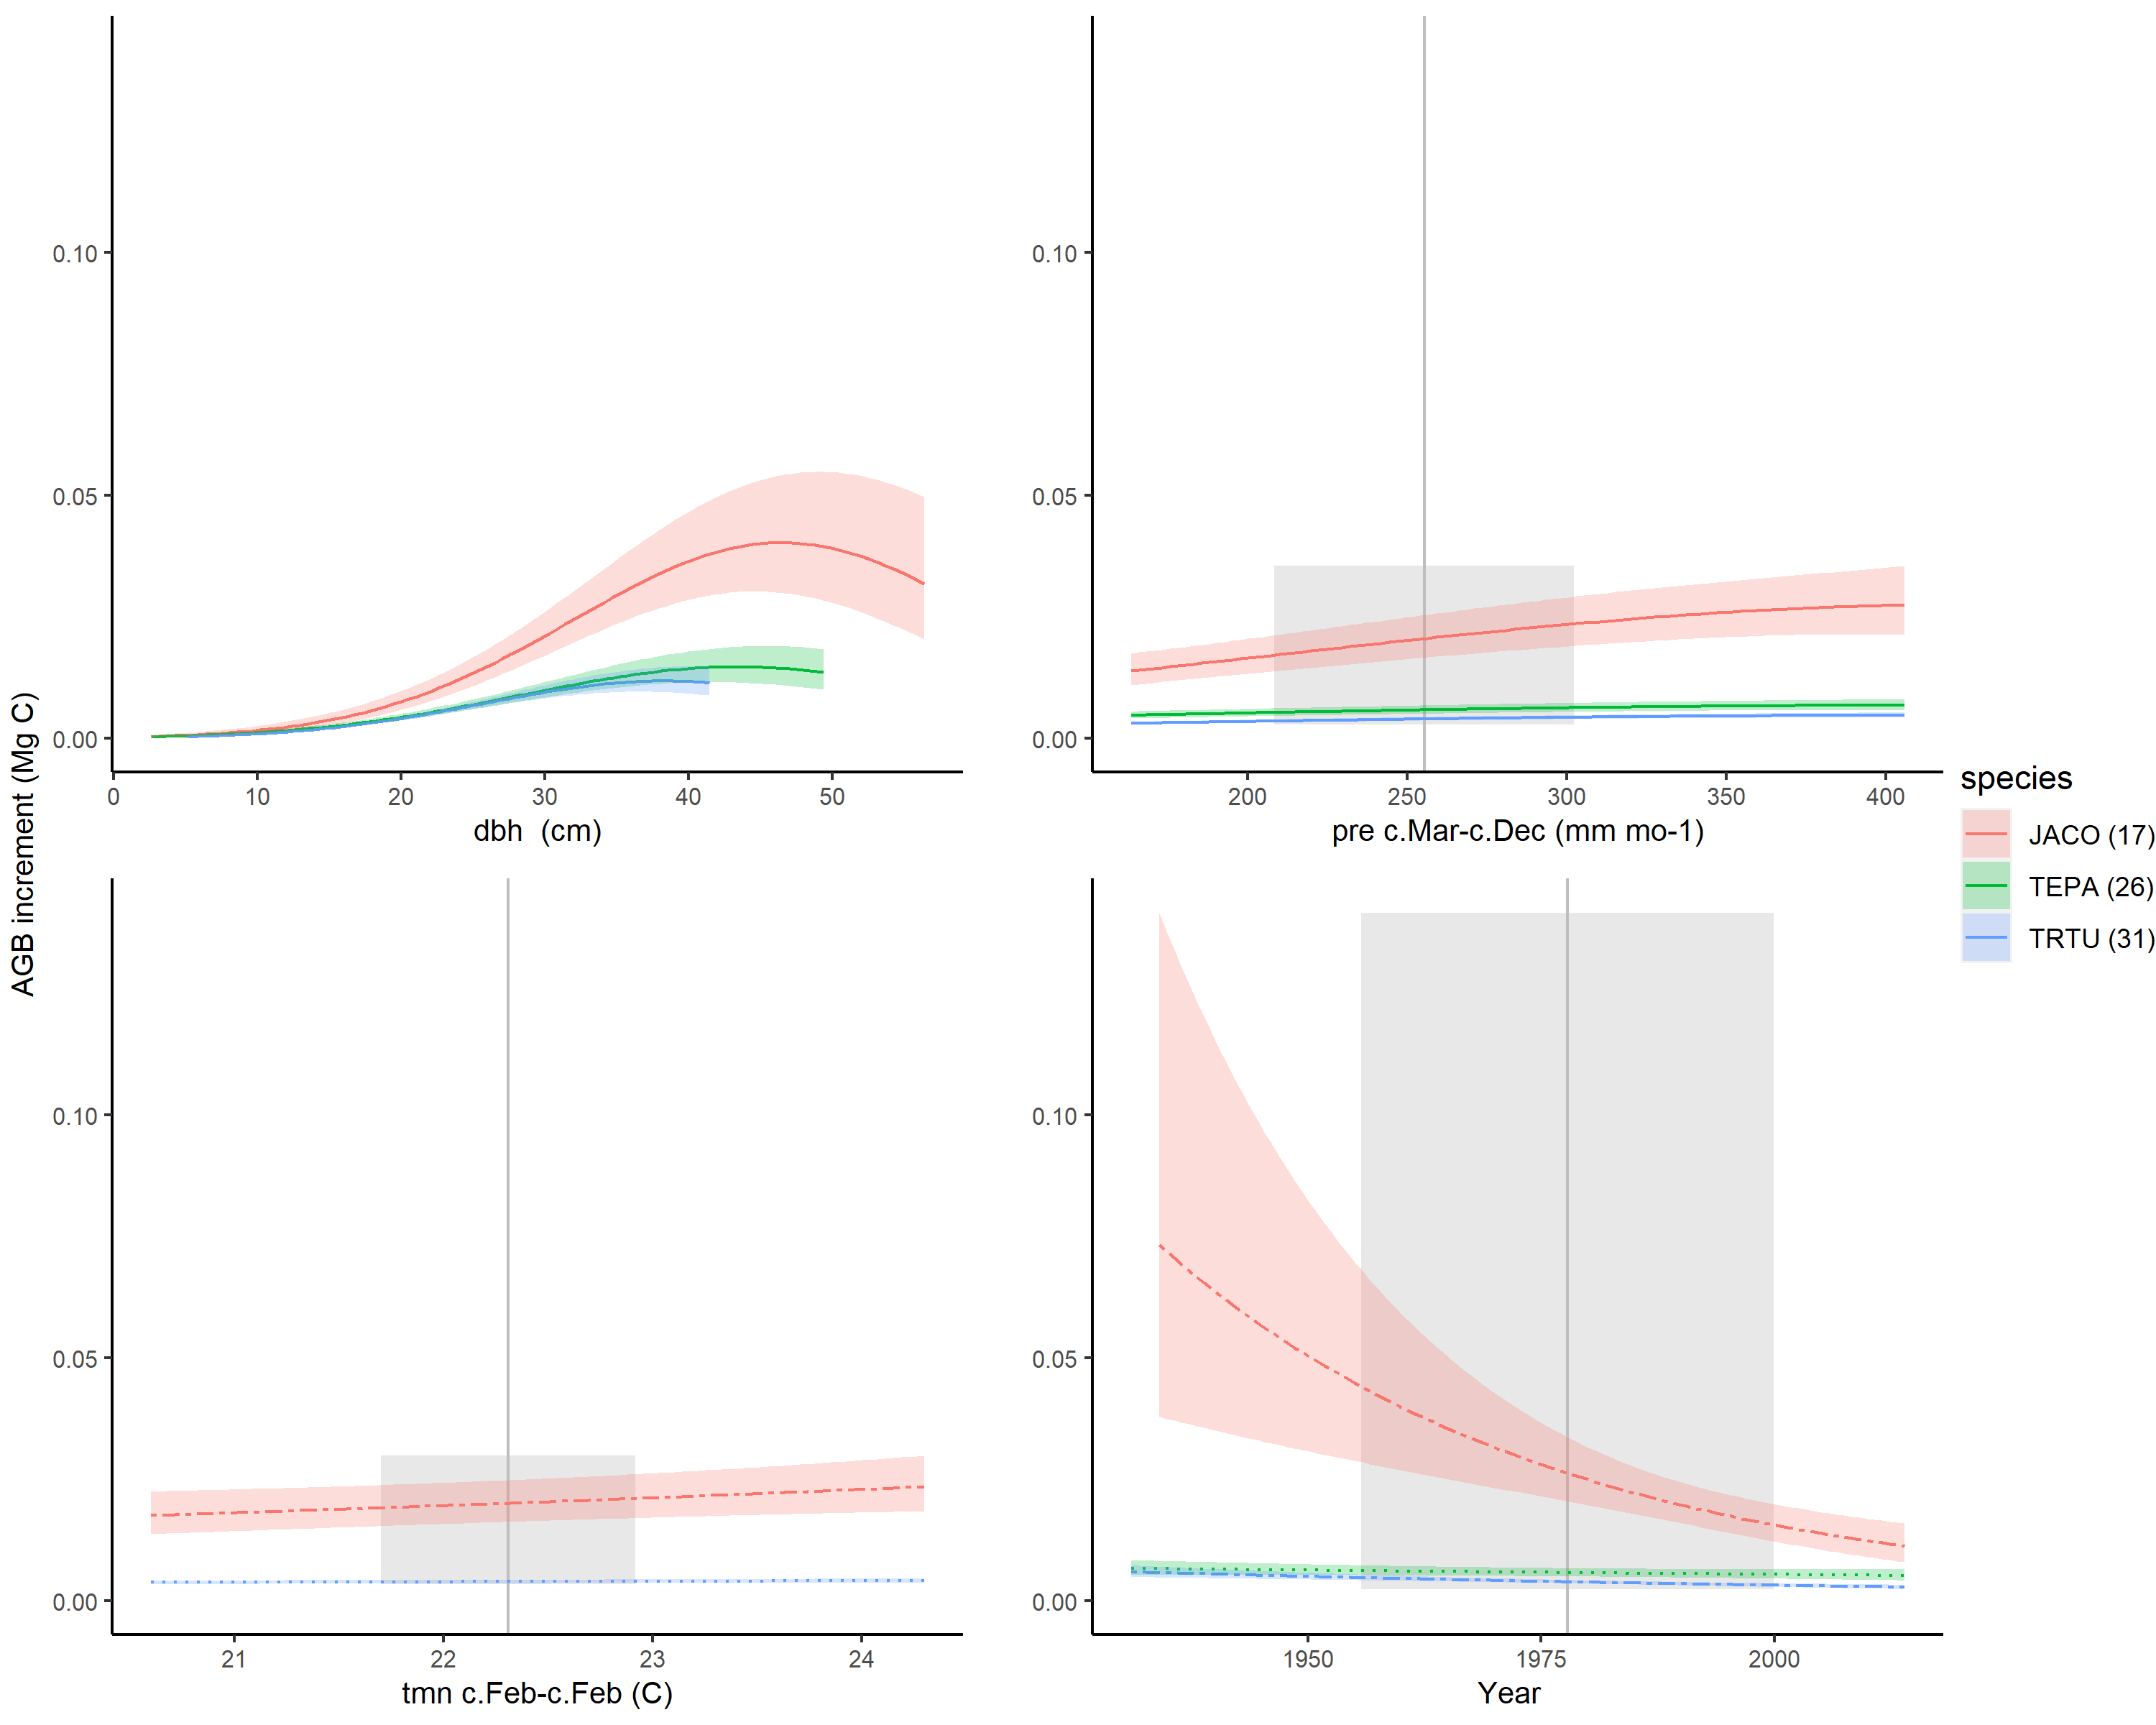 AGB increment (Mg C)
0.10
0.05
0.00
0 10 20 30 40 50
dbh (cm)
0.10
0.05
0.00
200 250 300 350 400
pre c.Mar-c.Dec (mm mo-1)
species
JACO (17)
TEPA (26)
TRTU (31)
0.10
0.05
0.00
21 22 23 24
tmn c.Feb-c.Feb (C)
0.10
0.05
0.00
1950 1975 2000
Year